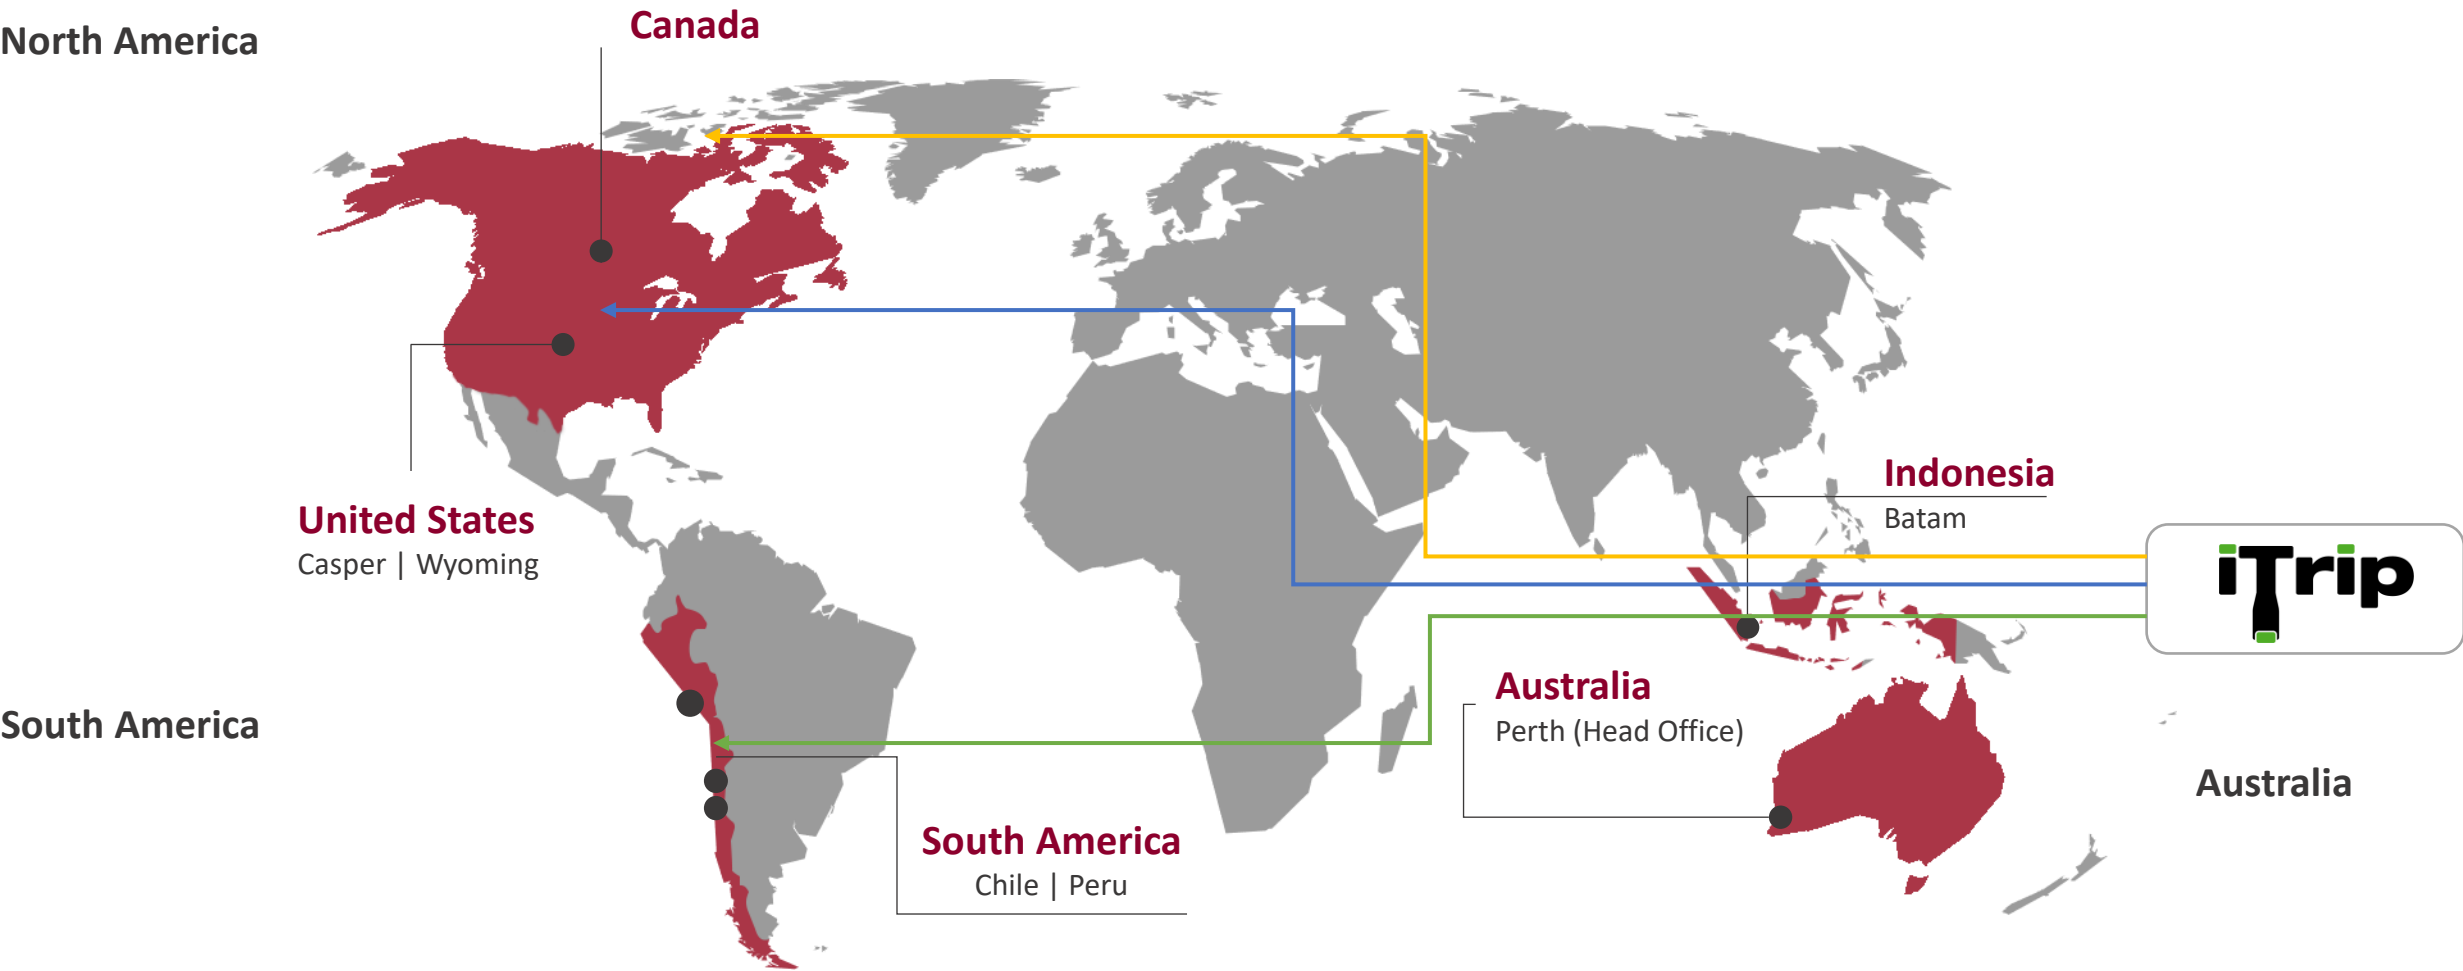 North America
Canada
United States
Casper | Wyoming
Indonesia
Batam
iTrip
Australia
Perth (Head Office)
South America
Australia
South America
Chile | Peru